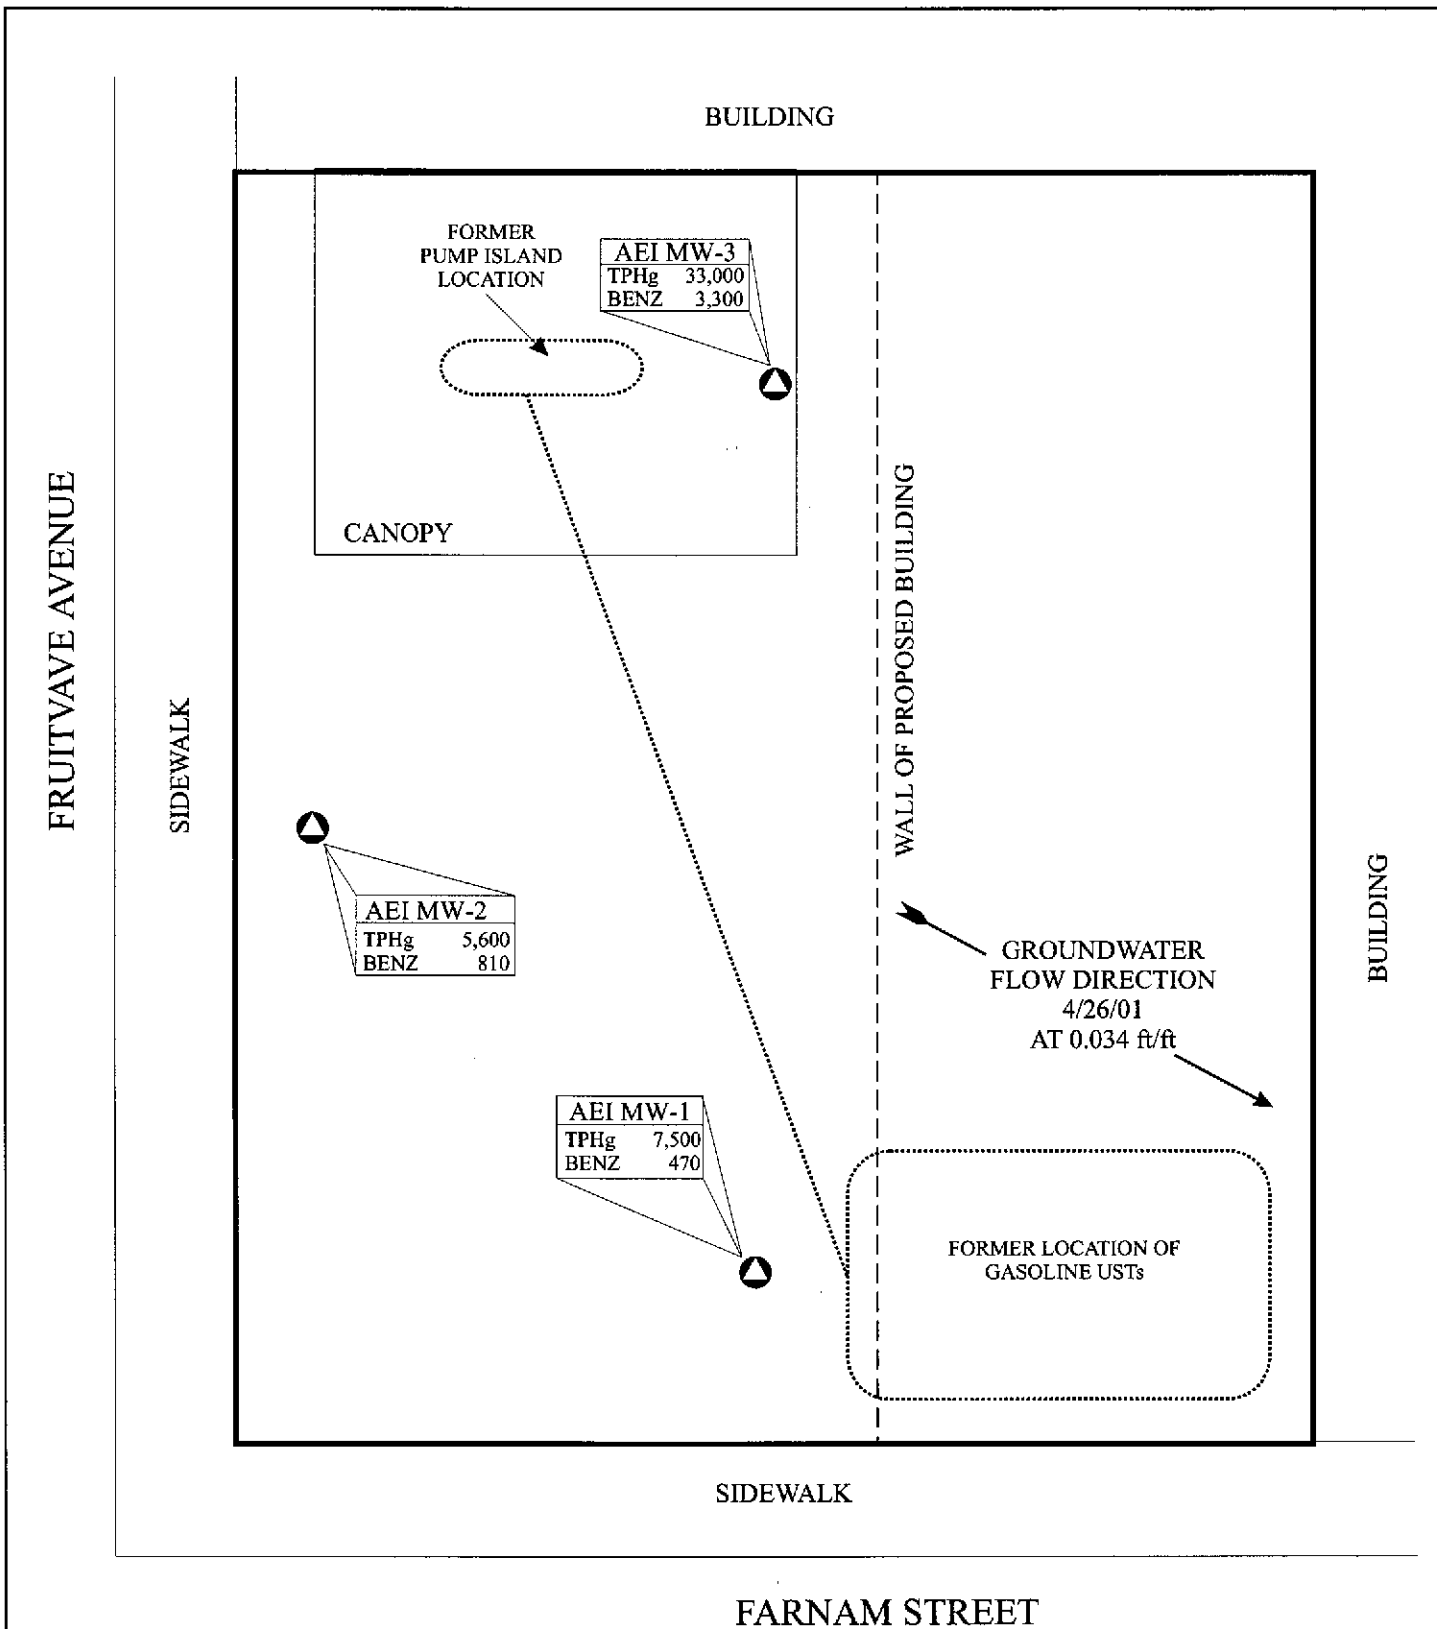 BUILDING
FORMER
PUMP ISLAND
LOCATION
AEI MW-3
TPHg 33,000
BENZ 3,300
CANOPY
FRUITVAVE AVENUE
SIDEWALK
WALL OF PROPOSED BUILDING
AEI MW-2
TPHg 5,600
BENZ 810
GROUNDWATER
FLOW DIRECTION
4/26/01
AT 0.034 ft/ft
BUILDING
AEI MW-1
TPHg 7,500
BENZ 470
FORMER LOCATION OF
GASOLINE USTs
SIDEWALK
FARNAM STREET